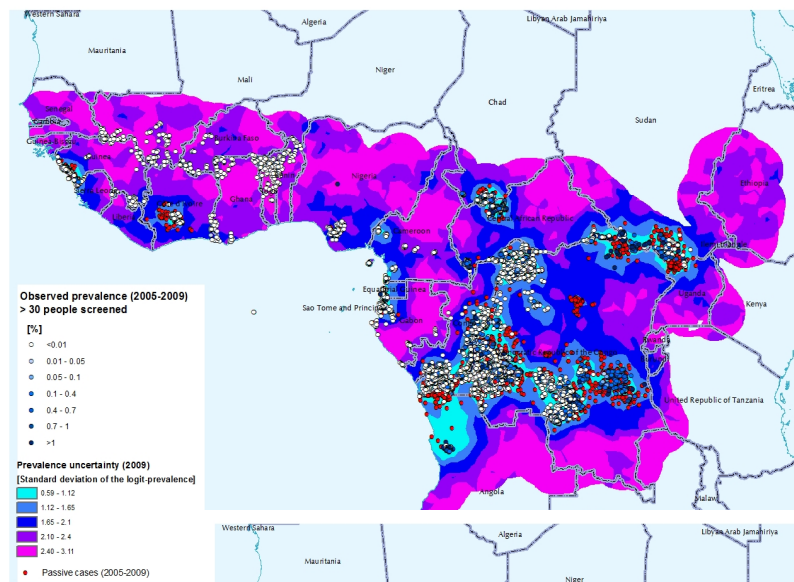 Western Sahara
Algeria
Libyan Arab Jamahiriya
Mauritania
Mali
Niger
Chad
Sudan
Eritrea
Senegal
Gambia
Burkina Faso
Guinea
Nigeria
Ethiopia
Sierra Leone
Liberia
Ghana
Central African Republic
Cameroon
Equatorial Guinea
Uganda
Kenya
Sao Tome and Principe
Gabon
Rwanda
United Republic of Tanzania
Angola
Malawi
Observed prevalence (2005-2009)
> 30 people screened
[%]
<0.01
0.01 - 0.05
0.05 - 0.1
0.1 - 0.4
0.4 - 0.7
0.7 - 1
>1
Prevalence uncertainty (2009)
[Standard deviation of the logit-prevalence]
0.59 - 1.12
1.12 - 1.65
1.65 - 2.1
2.10 - 2.4
2.40 - 3.11
Passive cases (2005-2009)
Western Sahara
Algeria
Libyan Arab Jamahiriya
Mauritania
Niger